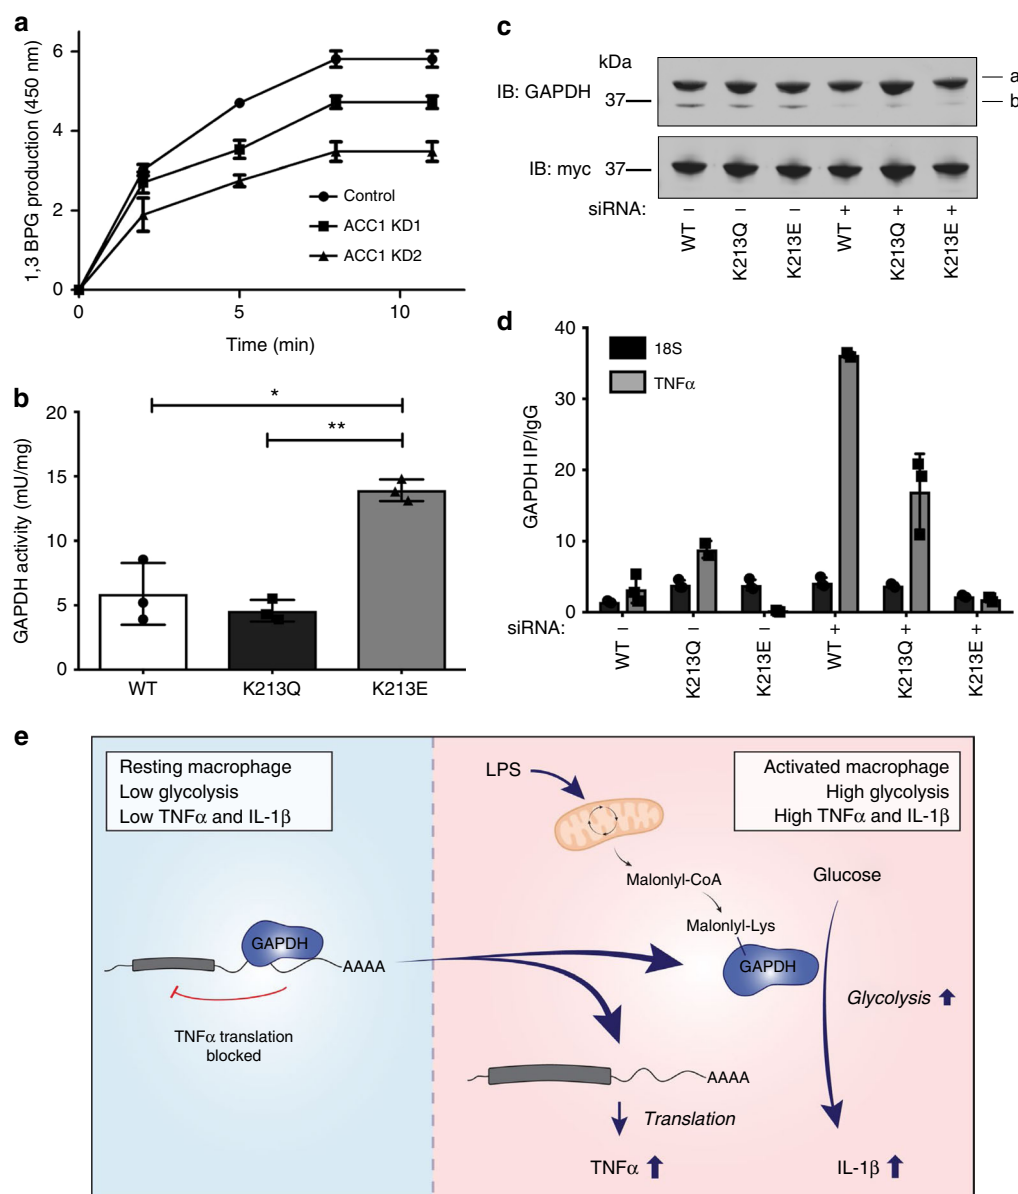 a
1,3 BPG production (450 nm)
6
4
2
0
0
5
10
Time (min)
Control
ACC1 KD1
ACC1 KD2
b
GAPDH activity (mU/mg)
20
15
10
5
0
*
**
WT
K213Q
K213E
c
kDa
IB: GAPDH
37
a
b
IB: myc
37
siRNA:
– – – + + +
WT
K213Q
K213E
WT
K213Q
K213E
d
GAPDH IP/IgG
40
30
20
10
0
18S
TNFα
siRNA:
– – – + + +
WT
K213Q
K213E
WT
K213Q
K213E
e
Resting macrophage
Low glycolysis
Low TNFα and IL-1β
GAPDH
AAAA
TNFα translation
blocked
LPS
Activated macrophage
High glycolysis
High TNFα and IL-1β
Malonlyl-CoA
Glucose
Malonlyl-Lys
GAPDH
Glycolysis
AAAA
Translation
TNFα
IL-1β